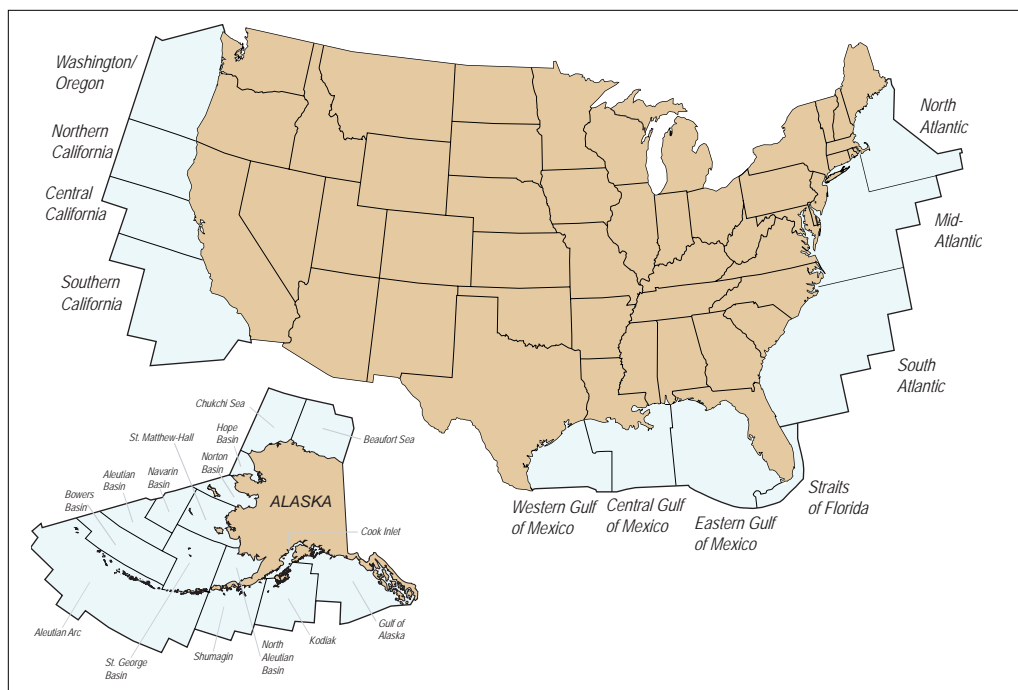 Washington/
Oregon
Northern
California
Central
California
Southern
California
North
Atlantic
Mid-
Atlantic
South
Atlantic
Straits
of Florida
Eastern Gulf
of Mexico
Central Gulf
of Mexico
Western Gulf
of Mexico
Chukchi Sea
Beaufort Sea
Hope
Basin
St. Matthew-Hall
Norton
Basin
Navarin
Basin
Aleutian
Basin
Bowers
Basin
ALASKA
Cook Inlet
Aleutian Arc
St. George
Basin
Shumagin
North
Aleutian
Basin
Kodiak
Gulf of
Alaska